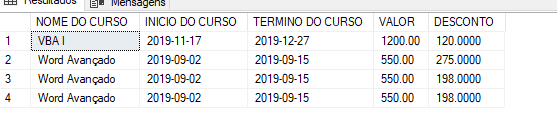 Resultados Mensagens
NOME DO CURSO INICIO DO CURSO TERMINO DO CURSO VALOR DESCONTO
1 VBA I 2019-11-17 2019-12-27 1200.00 120.0000
2 Word Avançado 2019-09-02 2019-09-15 550.00 275.0000
3 Word Avançado 2019-09-02 2019-09-15 550.00 198.0000
4 Word Avançado 2019-09-02 2019-09-15 550.00 198.0000